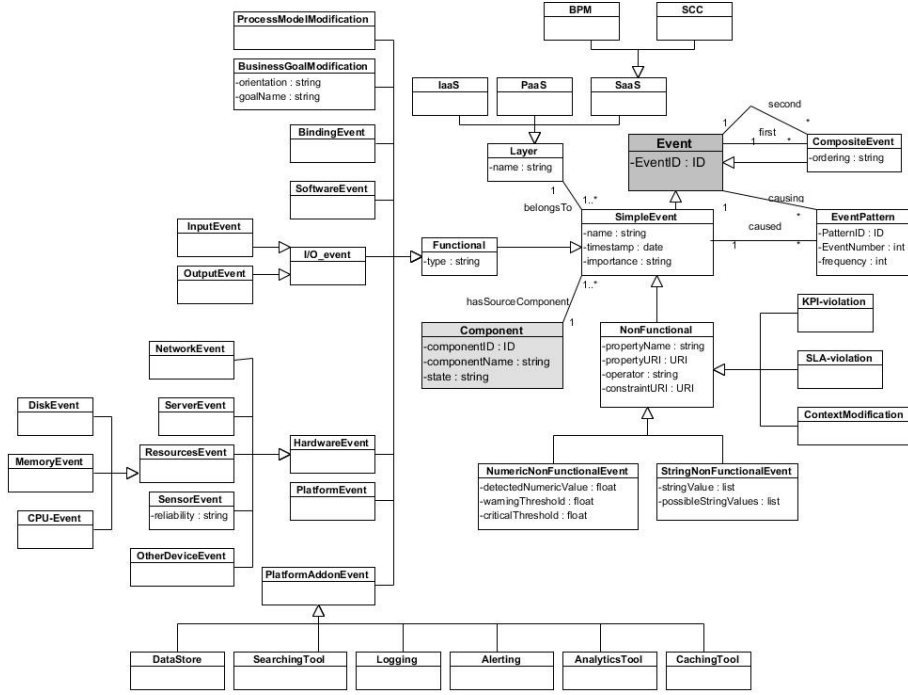 BPM
SCC
ProcessModelModification
BusinessGoalModification
-orientation : string
-goalName : string
IaaS
PaaS
SaaS
second
1
*
first
1
*
Event
-EventID : ID
CompositeEvent
-ordering : string
BindingEvent
Layer
-name : string
1
belongsTo
1..*
SoftwareEvent
causing
1
*
SimpleEvent
-name : string
-timestamp : date
-importance : string
caused
1
*
EventPattern
-PatternID : ID
-EventNumber : int
-frequency : int
InputEvent
OutputEvent
I/O_event
Functional
-type : string
hasSourceComponent
1..*
1
Component
-componentID : ID
-componentName : string
-state : string
NonFunctional
-propertyName : string
-propertyURI : URI
-operator : string
-constraintURI : URI
KPI-violation
SLA-violation
ContextModification
NetworkEvent
DiskEvent
ServerEvent
MemoryEvent
ResourcesEvent
HardwareEvent
CPU-Event
SensorEvent
-reliability : string
PlatformEvent
NumericNonFunctionalEvent
-detectedNumericValue : float
-warningThreshold : float
-criticalThreshold : float
StringNonFunctionalEvent
-stringValue : list
-possibleStringValues : list
OtherDeviceEvent
PlatformAddonEvent
DataStore
SearchingTool
Logging
Alerting
AnalyticsTool
CachingTool